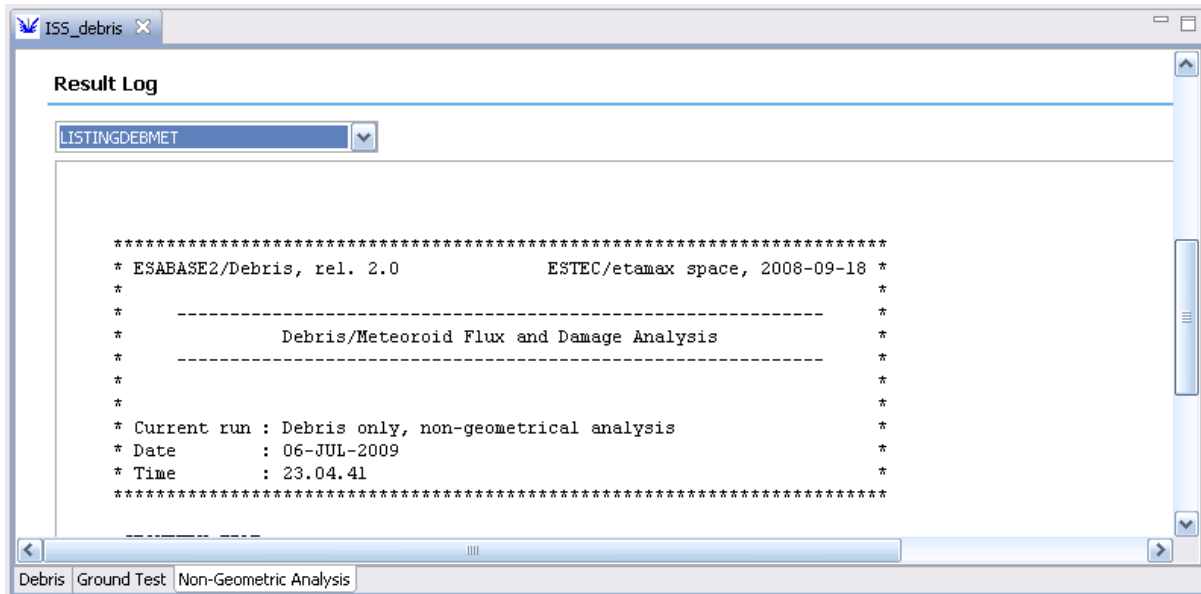 ISS_debris
Result Log
LISTINGDEBMET
*************************************************************************
* ESABASE2/Debris, rel. 2.0              ESTEC/etamax space, 2008-09-18 *
*                                                                       *
*     -------------------------------------------------------------     *
*               Debris/Meteoroid Flux and Damage Analysis               *
*     -------------------------------------------------------------     *
*                                                                       *
*                                                                       *
* Current run : Debris only, non-geometrical analysis                   *
* Date        : 06-JUL-2009                                             *
* Time        : 23.04.41                                                *
*************************************************************************
Debris Ground Test Non-Geometric Analysis